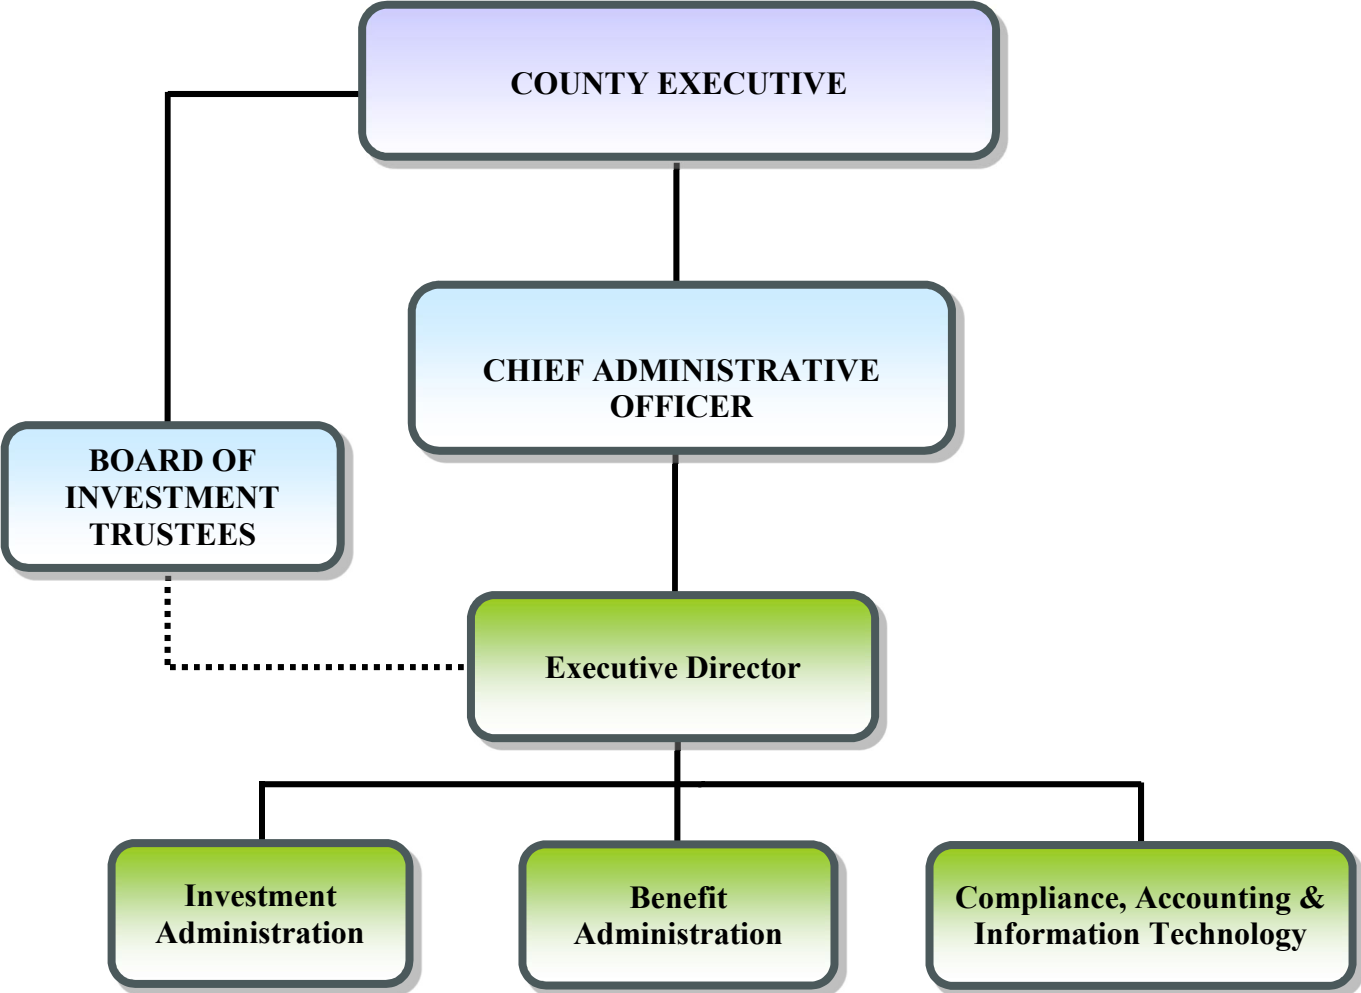 COUNTY EXECUTIVE
CHIEF ADMINISTRATIVE
OFFICER
BOARD OF
INVESTMENT
TRUSTEES
Executive Director
Investment
Administration
Benefit
Administration
Compliance, Accounting &
Information Technology